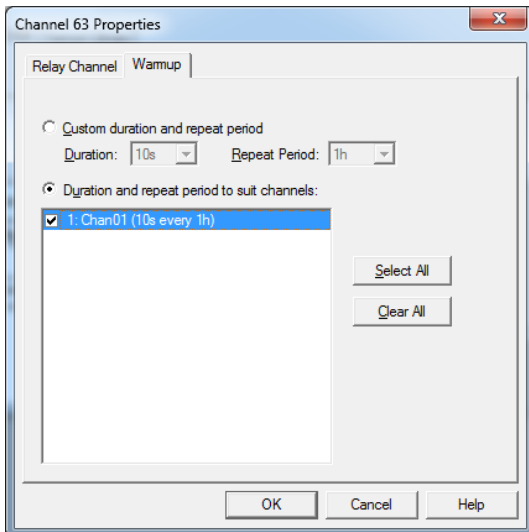 Channel 63 Properties
Relay Channel Warmup
Custom duration and repeat period
Duration: 10s Repeat Period: 1h
Duration and repeat period to suit channels:
1: Chan01 (10s every 1h)
Select All
Clear All
OK Cancel Help